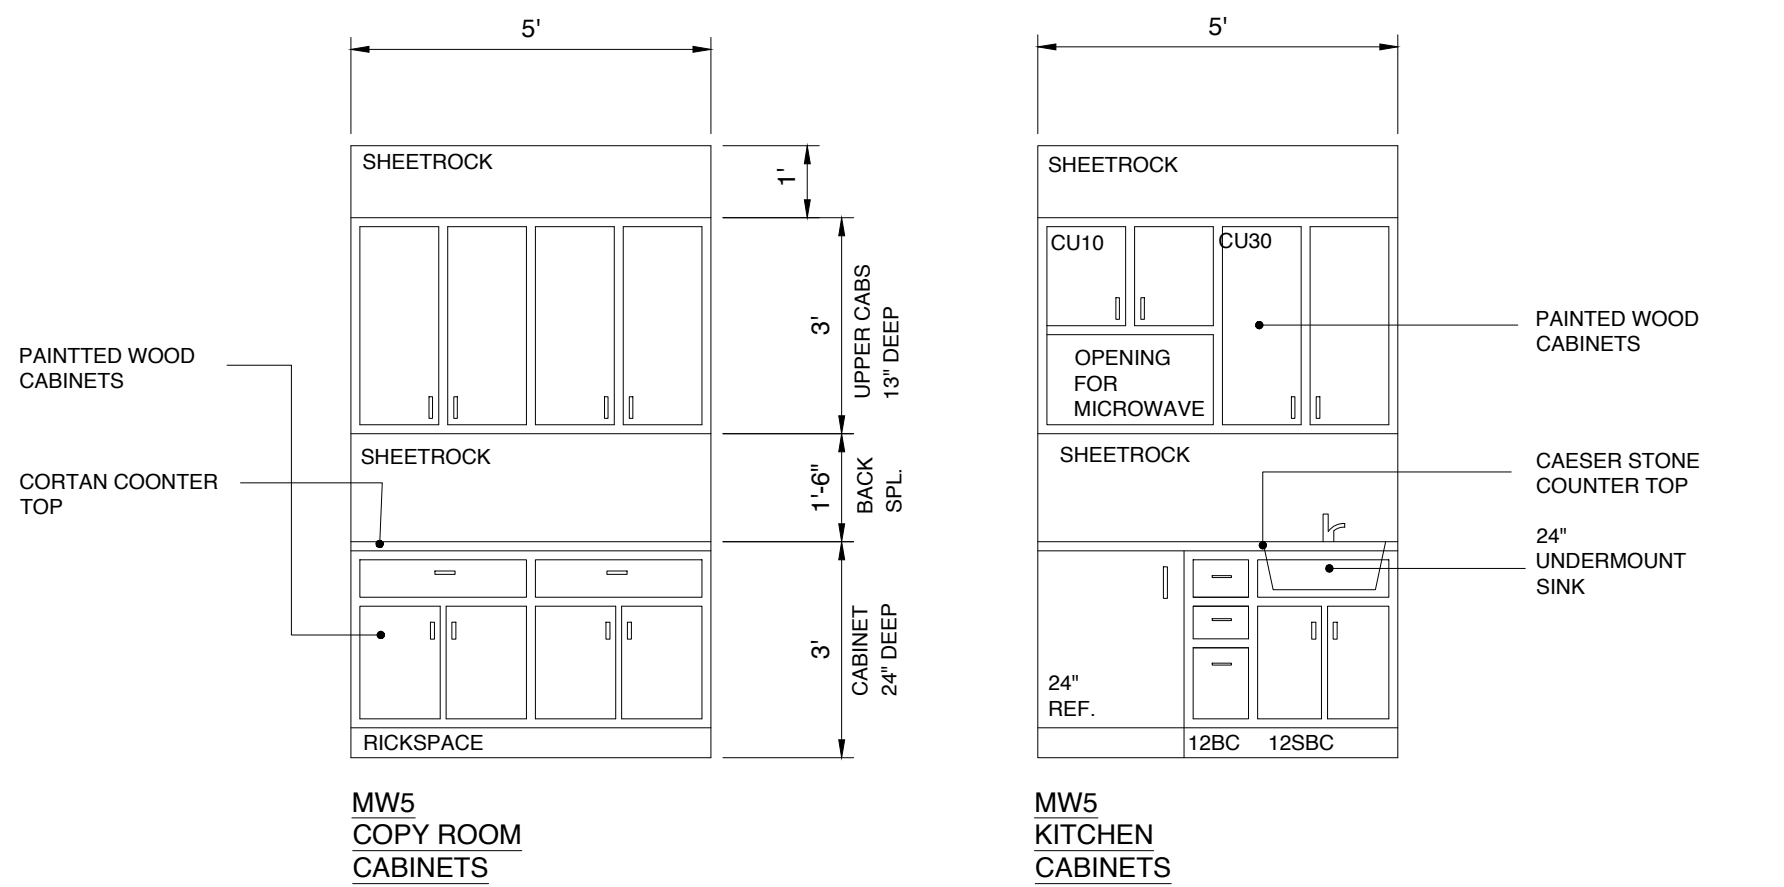 5'
SHEETROCK
1'
3'
UPPER CABS
13" DEEP
PAINTTED WOOD
CABINETS
SHEETROCK
1'-6"
BACK
SPL.
CORTAN COONTER
TOP
3'
CABINET
24" DEEP
RICKSPACE
MW5
COPY ROOM
CABINETS
5'
SHEETROCK
CU10
CU30
OPENING
FOR
MICROWAVE
PAINTED WOOD
CABINETS
SHEETROCK
CAESER STONE
COUNTER TOP
24"
UNDERMOUNT
SINK
24"
REF.
12BC
12SBC
MW5
KITCHEN
CABINETS